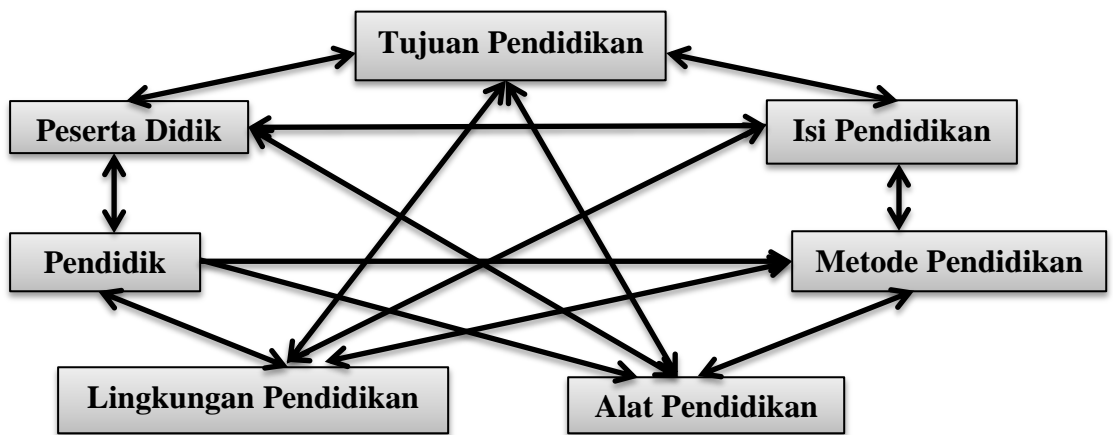 Tujuan Pendidikan
Peserta Didik
Isi Pendidikan
Pendidik
Metode Pendidikan
Lingkungan Pendidikan
Alat Pendidikan